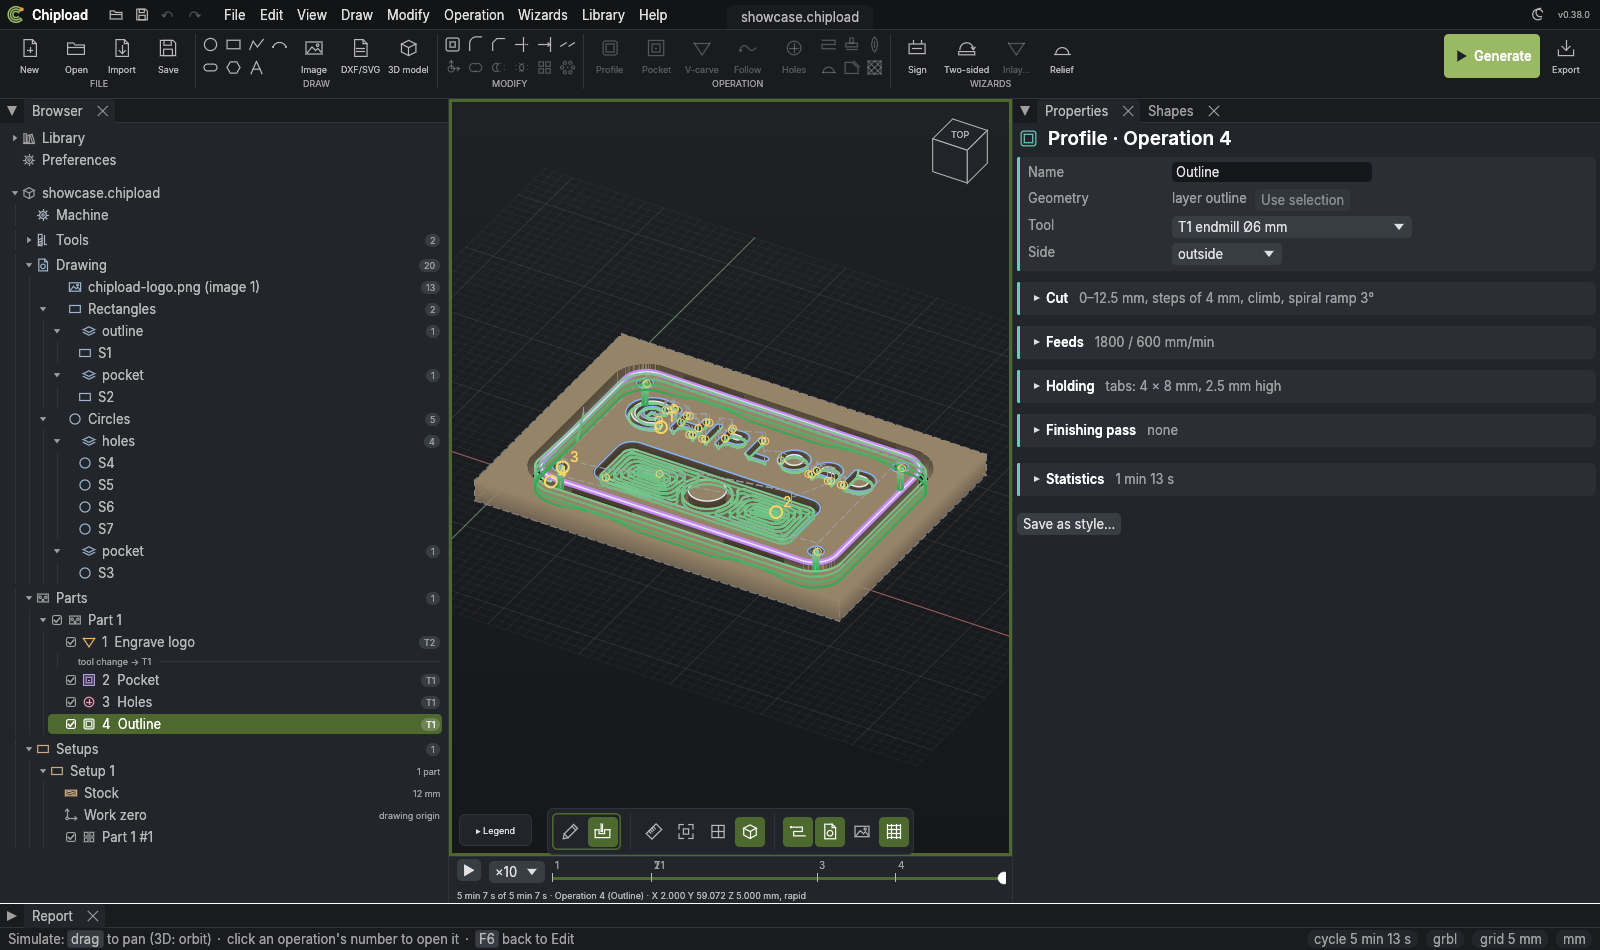 Chipload
File Edit View Draw Modify Operation Wizards Library Help
showcase.chipload
v0.38.0
New Open Import Save
FILE
Image DXF/SVG 3D model
DRAW
MODIFY
Profile Pocket V-carve Follow Holes
OPERATION
Sign Two-sided Inlay... Relief
WIZARDS
Generate
Export
Browser
Library
Preferences
showcase.chipload
Machine
Tools 2
Drawing 20
chipload-logo.png (image 1) 13
Rectangles 2
outline 1
S1
pocket 1
S2
Circles 5
holes 4
S4
S5
S6
S7
pocket 1
S3
Parts 1
Part 1
1 Engrave logo T2
tool change → T1
2 Pocket T1
3 Holes T1
4 Outline T1
Setups 1
Setup 1 1 part
Stock 12 mm
Work zero drawing origin
Part 1 #1
TOP
3
2
Legend
×10
1 3 4
5 min 7 s of 5 min 7 s · Operation 4 (Outline) · X 2.000 Y 59.072 Z 5.000 mm, rapid
Properties Shapes
Profile · Operation 4
Name Outline
Geometry layer outline Use selection
Tool T1 endmill Ø6 mm
Side outside
Cut 0–12.5 mm, steps of 4 mm, climb, spiral ramp 3°
Feeds 1800 / 600 mm/min
Holding tabs: 4 × 8 mm, 2.5 mm high
Finishing pass none
Statistics 1 min 13 s
Save as style...
Report
Simulate: drag to pan (3D: orbit) · click an operation's number to open it · F6 back to Edit
cycle 5 min 13 s grbl grid 5 mm mm